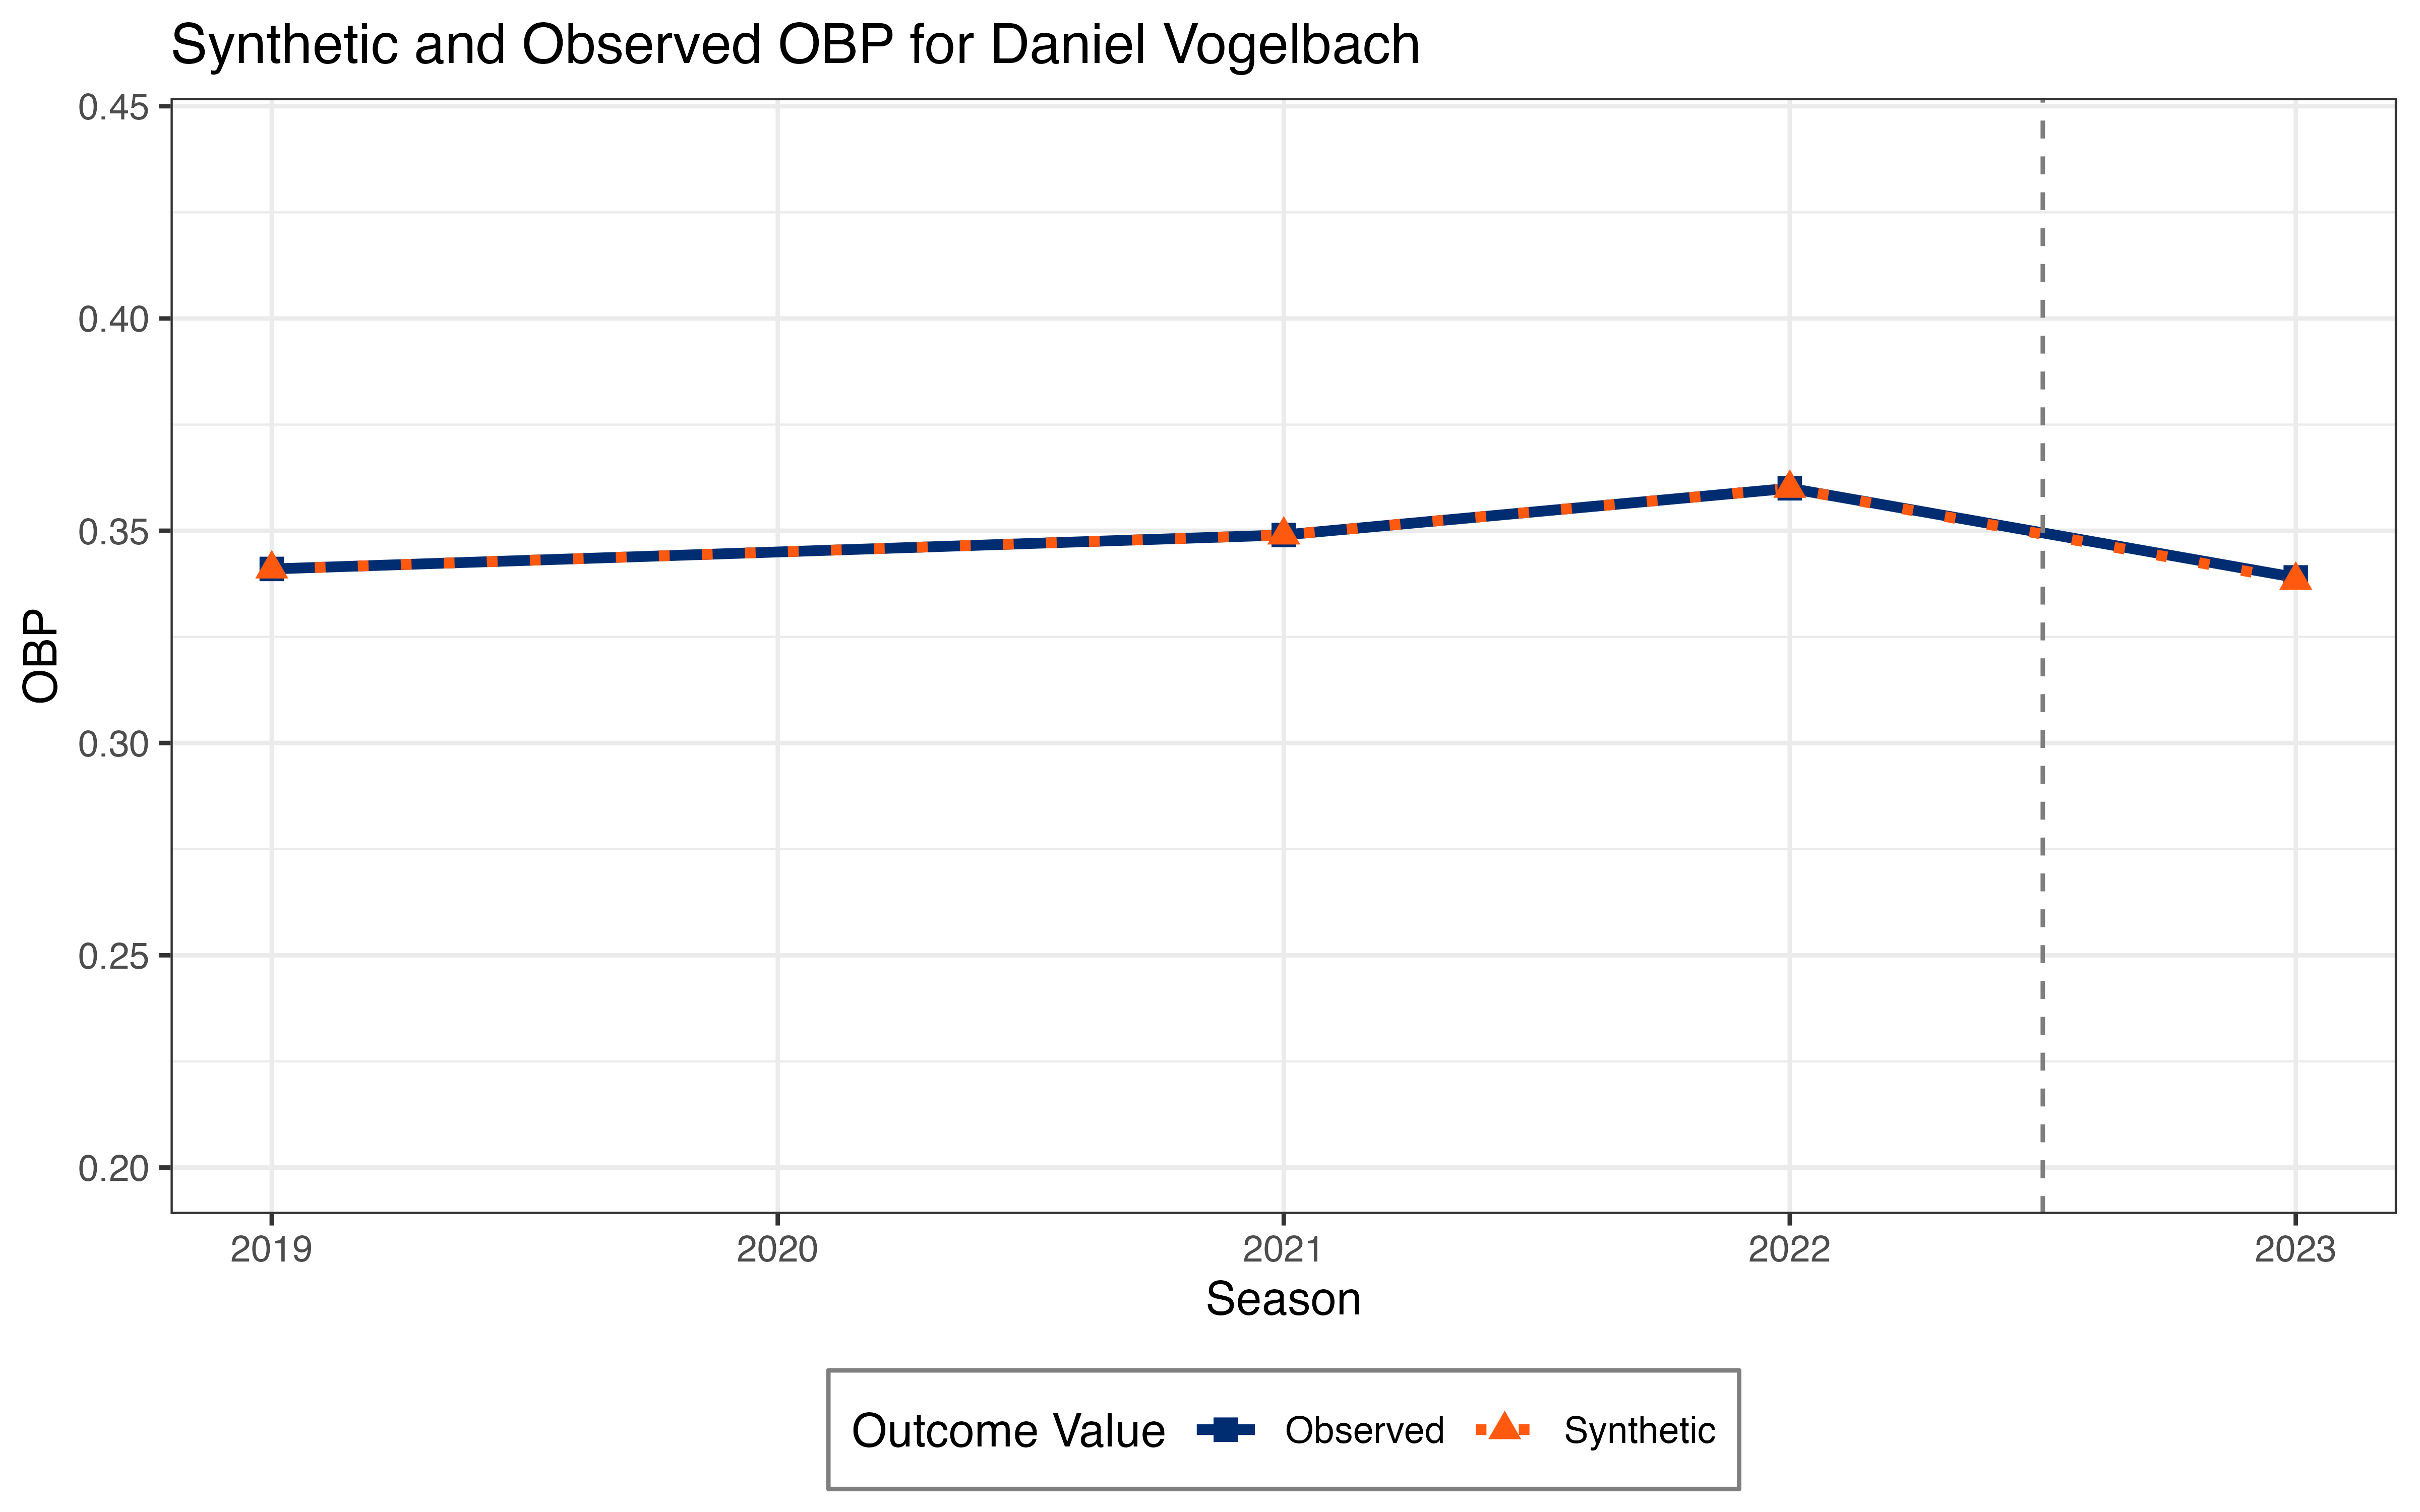 Synthetic and Observed OBP for Daniel Vogelbach
0.45
0.40
0.35
0.30
0.25
0.20
OBP
2019 2020 2021 2022 2023
Season
Outcome Value Observed Synthetic